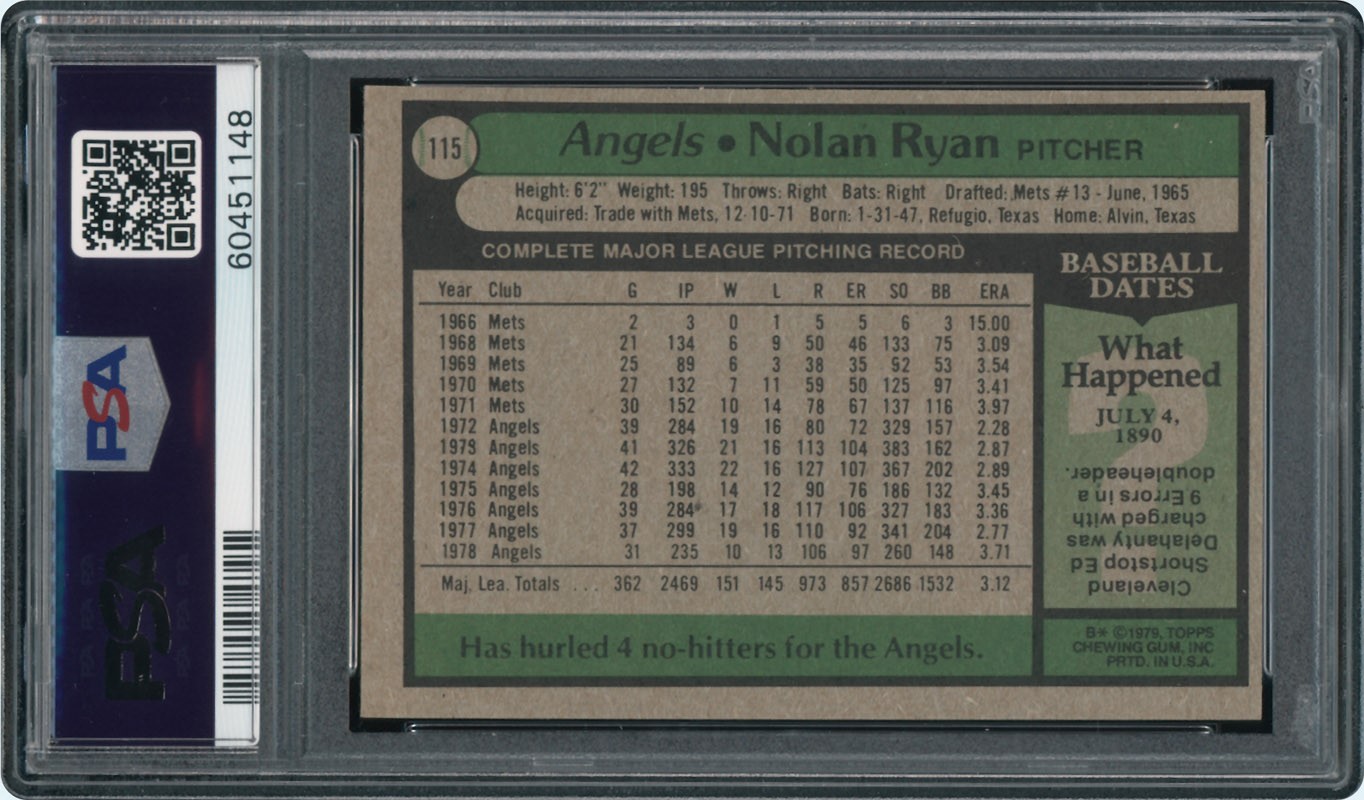 PSA
60451148
PSA
115
Angels • Nolan Ryan PITCHER
Height: 6'2" Weight: 195 Throws: Right Bats: Right Drafted: Mets #13 - June, 1965
Acquired: Trade with Mets, 12-10-71 Born: 1-31-47, Refugio, Texas Home: Alvin, Texas
COMPLETE MAJOR LEAGUE PITCHING RECORD
Year Club G IP W L R ER SO BB ERA
1966 Mets 2 3 0 1 5 5 6 3 15.00
1968 Mets 21 134 6 9 50 46 133 75 3.09
1969 Mets 25 89 6 3 38 35 92 53 3.54
1970 Mets 27 132 7 11 59 50 125 97 3.41
1971 Mets 30 152 10 14 78 67 137 116 3.97
1972 Angels 39 284 19 16 80 72 329 157 2.28
1973 Angels 41 326 21 16 113 104 383 162 2.87
1974 Angels 42 333 22 16 127 107 367 202 2.89
1975 Angels 28 198 14 12 90 76 186 132 3.45
1976 Angels 39 284 17 18 117 106 327 183 3.36
1977 Angels 37 299 19 16 110 92 341 204 2.77
1978 Angels 31 235 10 13 106 97 260 148 3.71
Maj. Lea. Totals ... 362 2469 151 145 973 857 2686 1532 3.12
Has hurled 4 no-hitters for the Angels.
BASEBALL
DATES
What
Happened
JULY 4,
1890
Cleveland
Shortstop Ed
Delahanty was
charged with
9 Errors in a
doubleheader.
B* ©1979, TOPPS
CHEWING GUM, INC
PRTD. IN U.S.A.